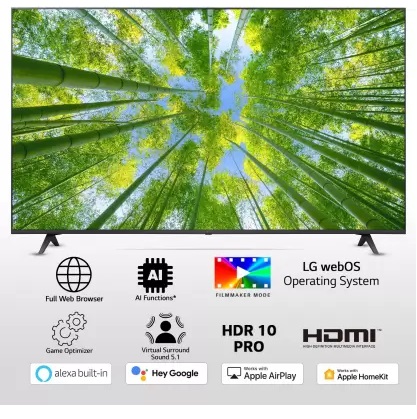 Full Web Browser
AI
AI Functions*
FILMMAKER MODE
LG webOS
Operating System
Game Optimizer
Virtual Surround
Sound 5.1
HDR 10
PRO
HDMI
HIGH-DEFINITION MULTIMEDIA INTERFACE
alexa built-in
Hey Google
Works with
Apple AirPlay
Works with
Apple HomeKit